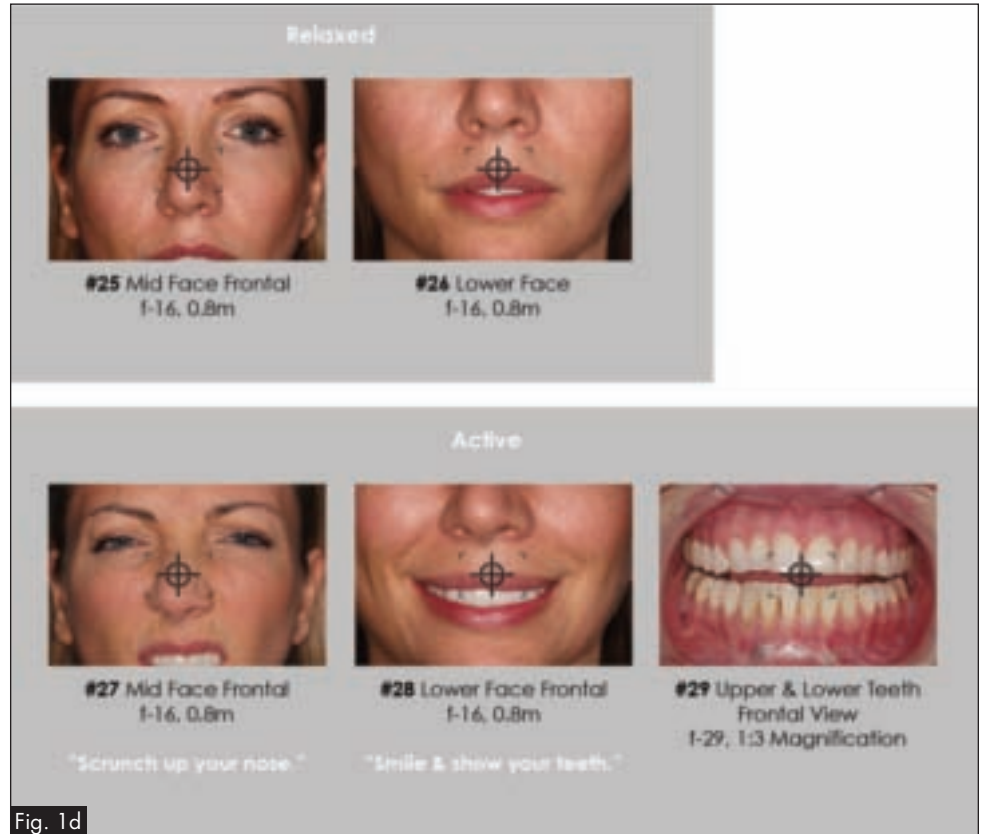 Relaxed
#25 Mid Face Frontal
f-16, 0.8m
#26 Lower Face
f-16, 0.8m
Active
#27 Mid Face Frontal
f-16, 0.8m
"Scrunch up your nose."
#28 Lower Face Frontal
f-16, 0.8m
"Smile & show your teeth."
#29 Upper & Lower Teeth
Frontal View
f-29, 1:3 Magnification
Fig. 1d